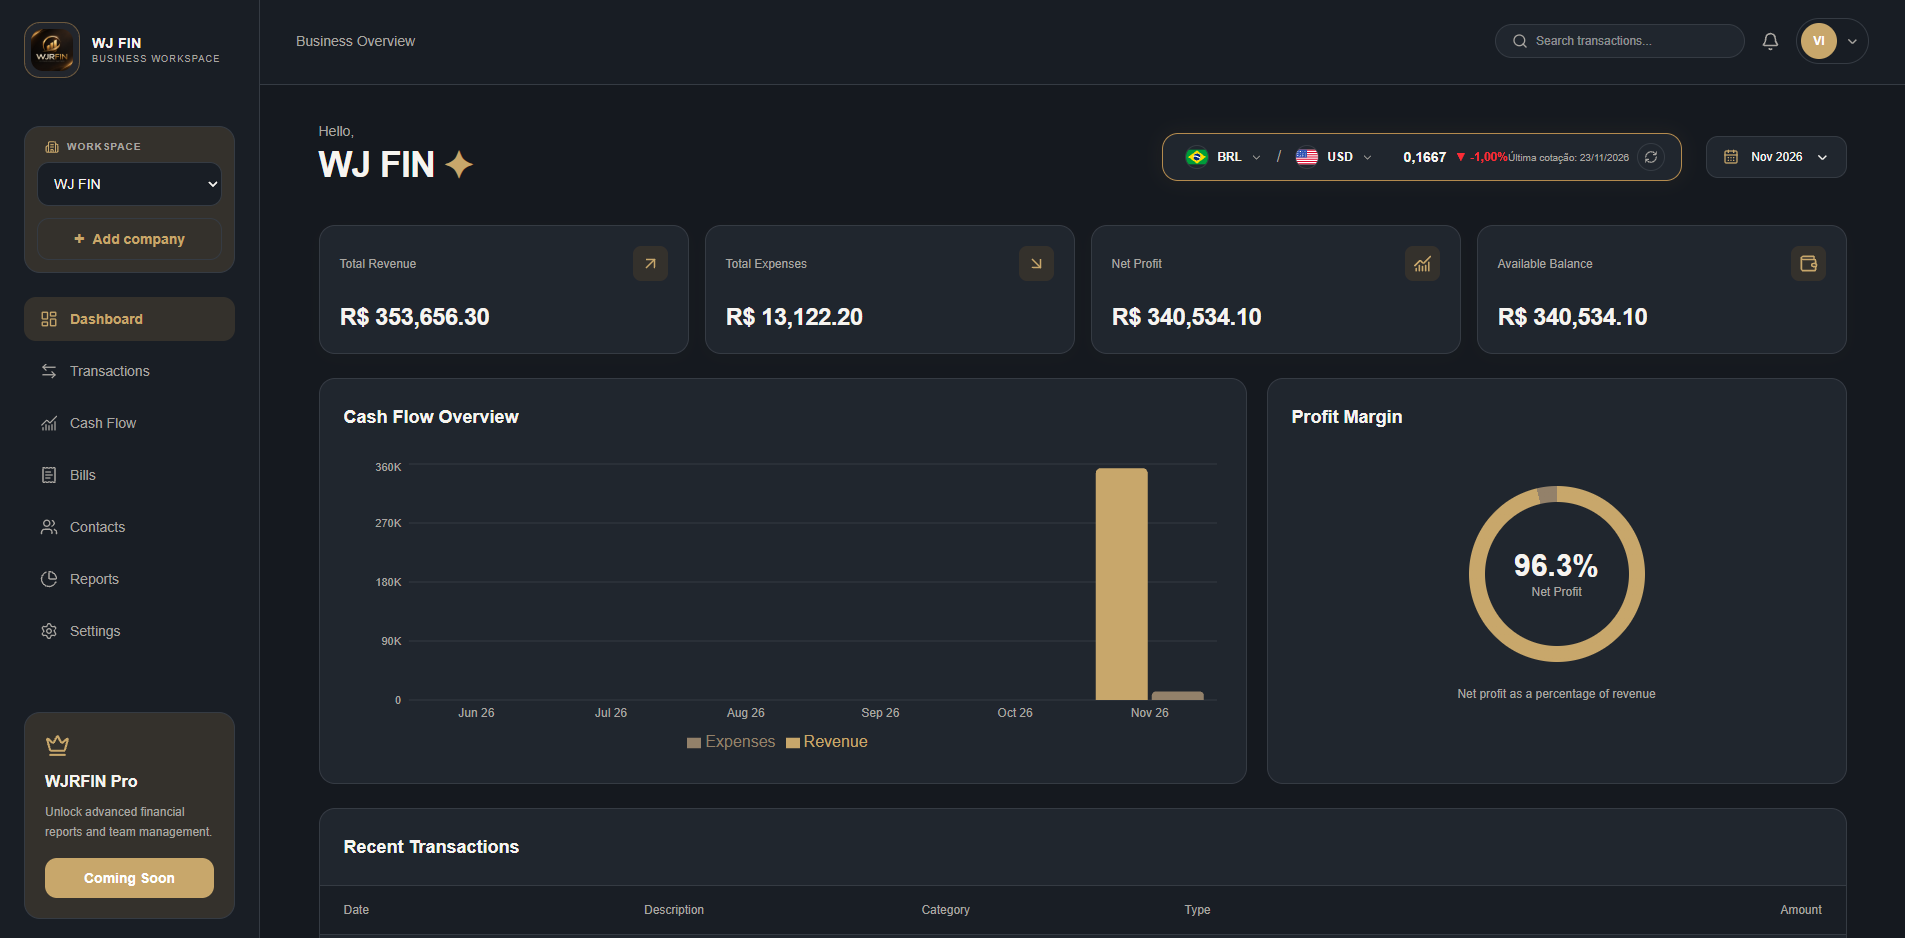 WJRFIN
WJ FIN
BUSINESS WORKSPACE
Business Overview
Search transactions...
VI
WORKSPACE
WJ FIN
+ Add company
Dashboard
Transactions
Cash Flow
Bills
Contacts
Reports
Settings
WJRFIN Pro
Unlock advanced financial
reports and team management.
Coming Soon
Hello,
WJ FIN
BRL / USD 0,1667 ▼ -1,00% Última cotação: 23/11/2026
Nov 2026
Total Revenue
R$ 353,656.30
Total Expenses
R$ 13,122.20
Net Profit
R$ 340,534.10
Available Balance
R$ 340,534.10
Cash Flow Overview
360K
270K
180K
90K
0
Jun 26 Jul 26 Aug 26 Sep 26 Oct 26 Nov 26
Expenses Revenue
Profit Margin
96.3%
Net Profit
Net profit as a percentage of revenue
Recent Transactions
Date Description Category Type Amount